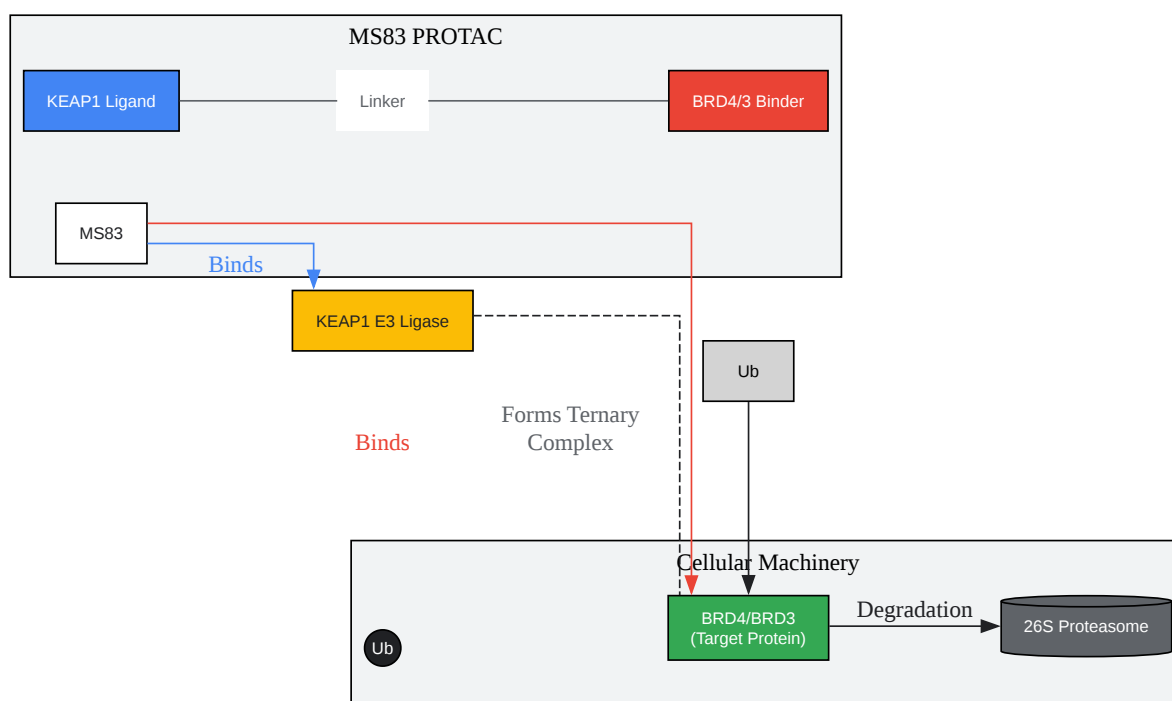 MS83 PROTAC
KEAP1 Ligand
Linker
BRD4/3 Binder
MS83
Binds
KEAP1 E3 Ligase
Ub
Forms Ternary
Complex
Binds
Cellular Machinery
BRD4/BRD3
(Target Protein)
Degradation
26S Proteasome
Ub